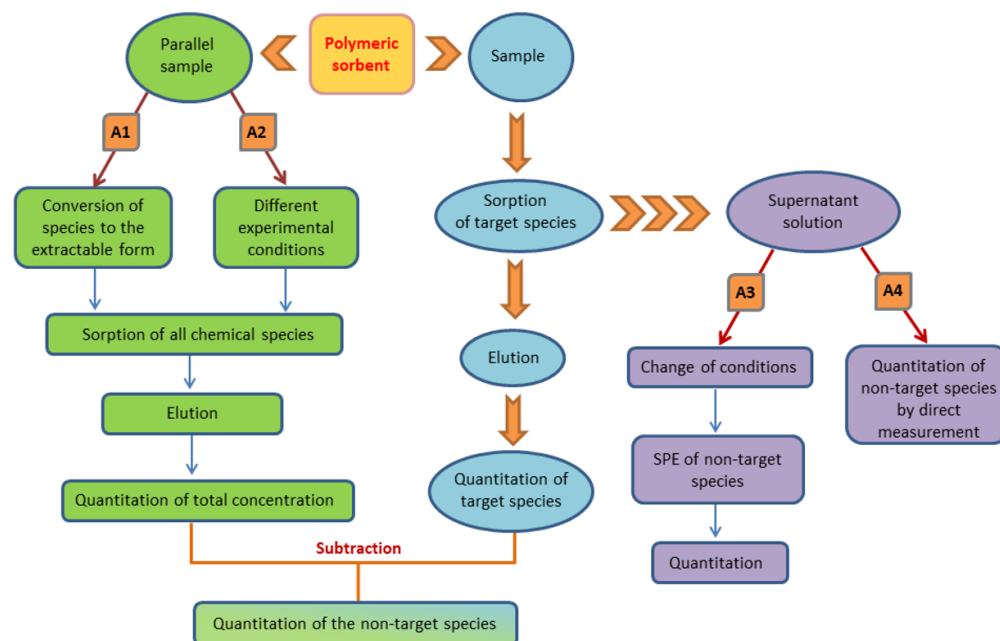 Parallel
sample
Polymeric
sorbent
Sample
A1
A2
Conversion of
species to the
extractable form
Different
experimental
conditions
Sorption
of target species
Supernatant
solution
A3
A4
Sorption of all chemical species
Elution
Change of conditions
Quantitation of
non-target species
by direct
measurement
Elution
SPE of non-target
species
Quantitation of total concentration
Quantitation of
target species
Subtraction
Quantitation
Quantitation of the non-target species